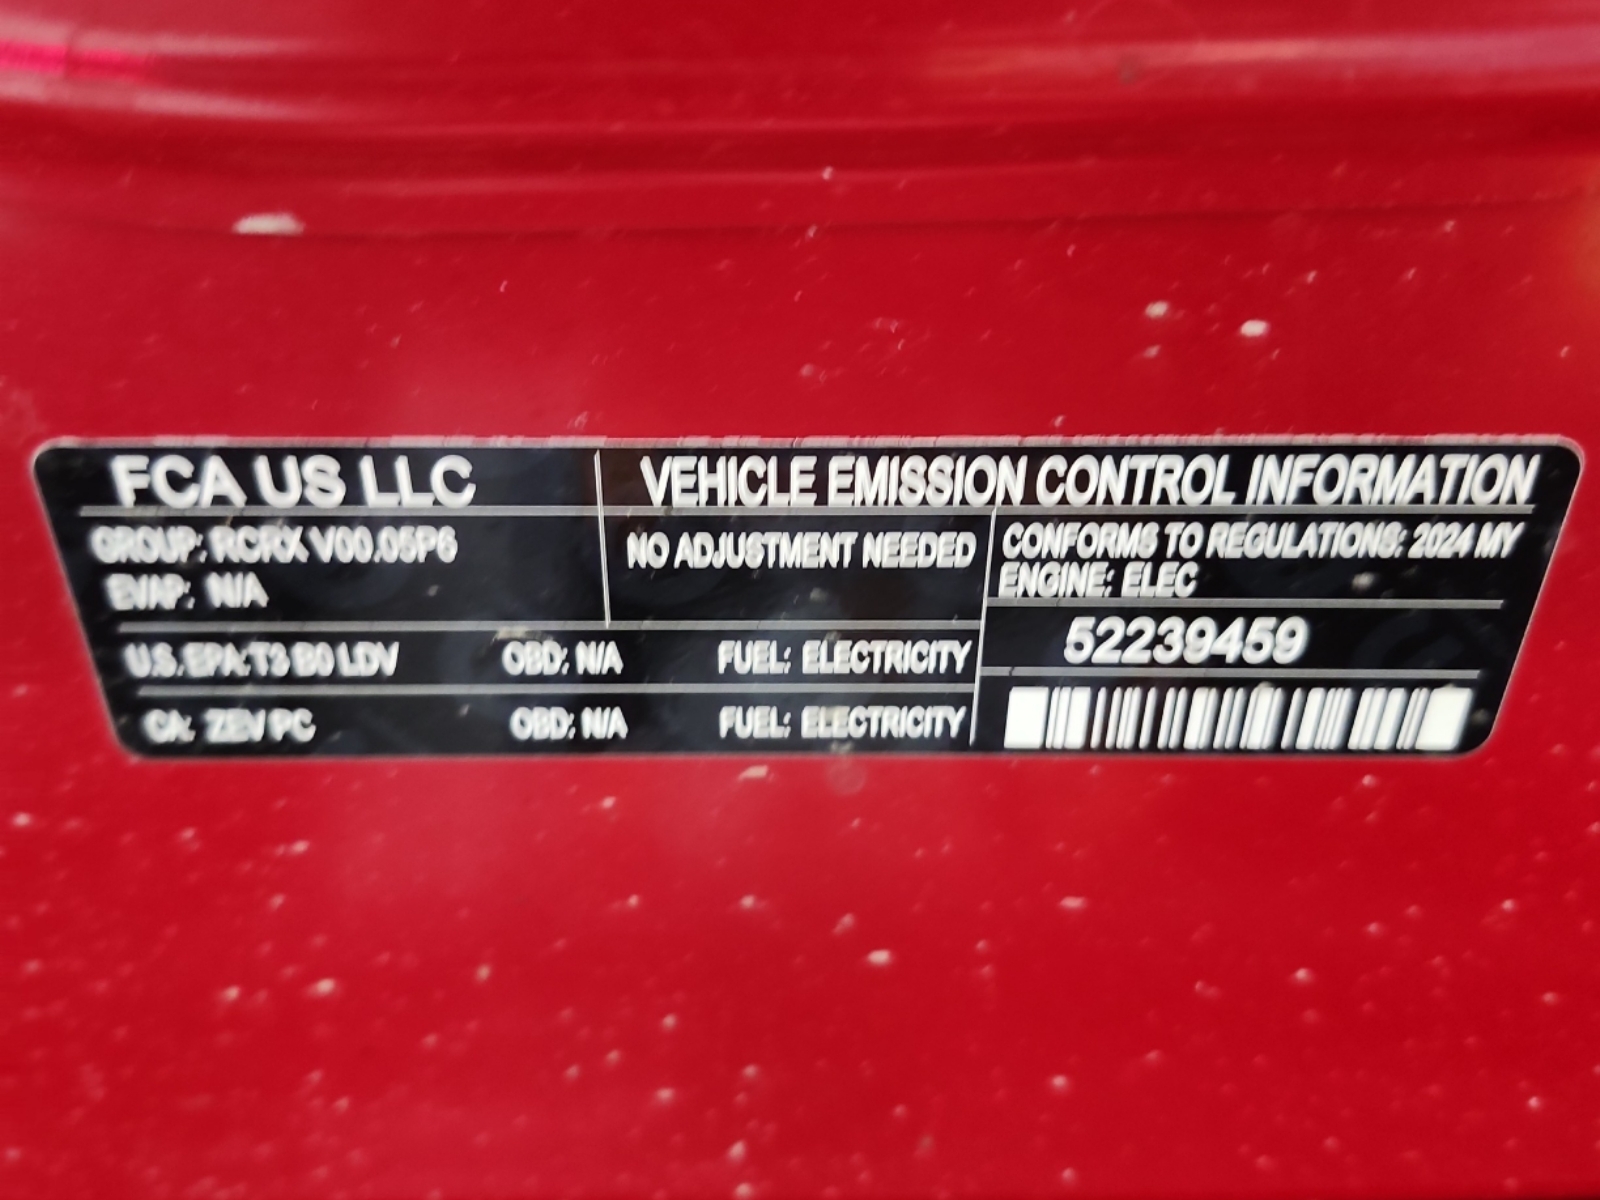 FCA US LLC
VEHICLE EMISSION CONTROL INFORMATION
GROUP: RCRX V00.05P6
EVAP: N/A
NO ADJUSTMENT NEEDED
CONFORMS TO REGULATIONS: 2024 MY
ENGINE: ELEC
52239459
U.S. EPA: T3 B0 LDV OBD: N/A FUEL: ELECTRICITY
CA: ZEV PC OBD: N/A FUEL: ELECTRICITY